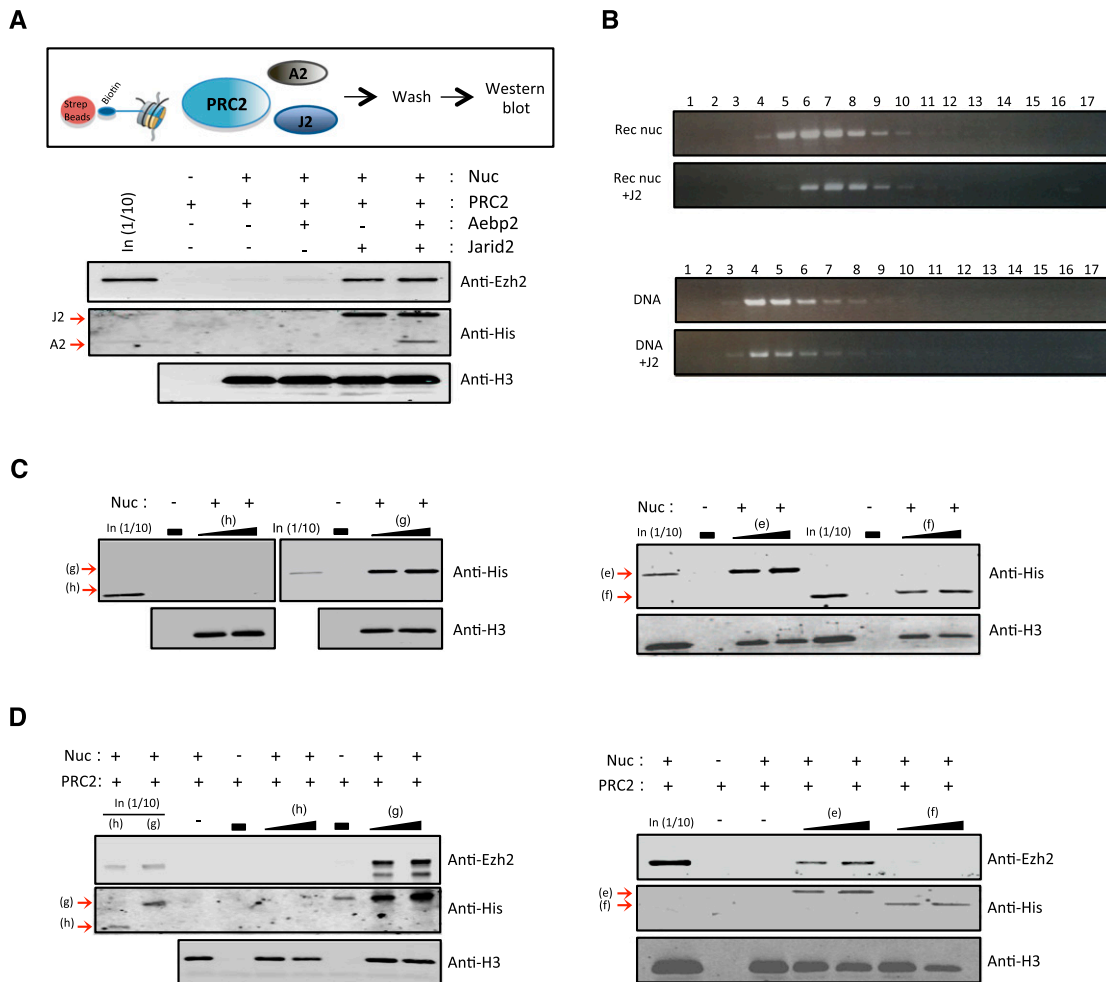 A
Strep
Beads
Biotin
PRC2
A2
J2
Wash
Western
blot
In (1/10)
- + + + + : Nuc
+ + + + + : PRC2
- - + - + : Aebp2
- - - + + : Jarid2
Anti-Ezh2
J2
A2
Anti-His
Anti-H3
B
1 2 3 4 5 6 7 8 9 10 11 12 13 14 15 16 17
Rec nuc
Rec nuc
+J2
1 2 3 4 5 6 7 8 9 10 11 12 13 14 15 16 17
DNA
DNA
+J2
C
Nuc : - + + - + +
In (1/10) (h) In (1/10) (g)
(g)
(h)
Anti-His
Anti-H3
Nuc : - + + - + +
In (1/10) (e) In (1/10) (f)
(e)
(f)
Anti-His
Anti-H3
D
Nuc : + + + - + + - + +
PRC2: + + + + + + + + +
In (1/10)
(h) (g) - (h) (g)
Anti-Ezh2
(g)
(h)
Anti-His
Anti-H3
Nuc : + - + + + + +
PRC2: + + + + + + +
In (1/10) - - (e) (f)
Anti-Ezh2
(e)
(f)
Anti-His
Anti-H3